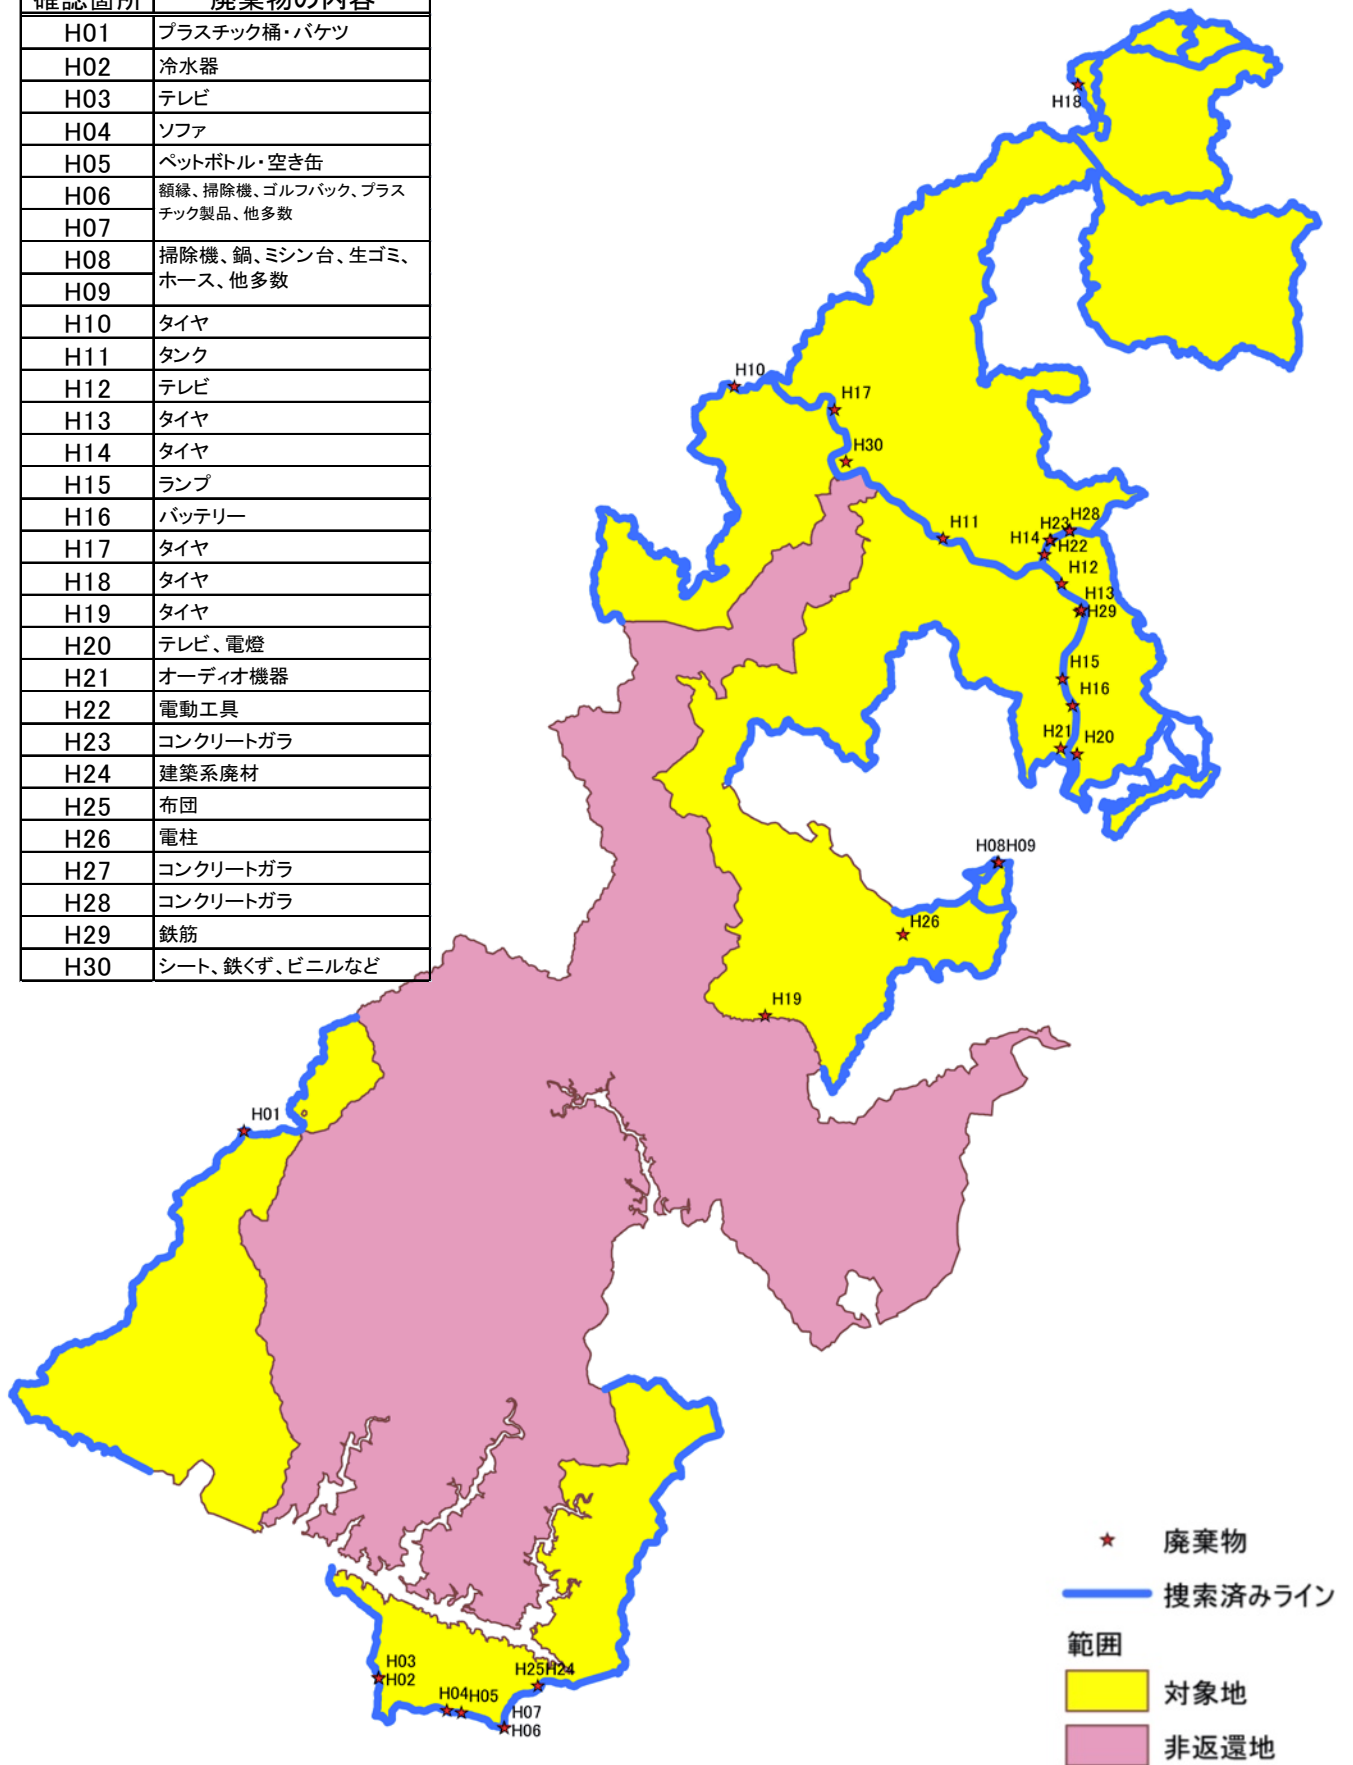 確認箇所 廃棄物の内容
H01 プラスチック桶・バケツ
H02 冷水器
H03 テレビ
H04 ソファ
H05 ペットボトル・空き缶
H06 額縁、掃除機、ゴルフバック、プラス
H07 チック製品、他多数
H08 掃除機、鍋、ミシン台、生ゴミ、
H09 ホース、他多数
H10 タイヤ
H11 タンク
H12 テレビ
H13 タイヤ
H14 タイヤ
H15 ランプ
H16 バッテリー
H17 タイヤ
H18 タイヤ
H19 タイヤ
H20 テレビ、電燈
H21 オーディオ機器
H22 電動工具
H23 コンクリートガラ
H24 建築系廃材
H25 布団
H26 電柱
H27 コンクリートガラ
H28 コンクリートガラ
H29 鉄筋
H30 シート、鉄くず、ビニルなど
H18
H10
H17
H30
H11
H28
H23
H14
H22
H12
H13
H29
H15
H16
H21
H20
H08H09
H26
H19
H01
H03
H02
H25H24
H04H05
H07
H06
廃棄物
捜索済みライン
範囲
対象地
非返還地